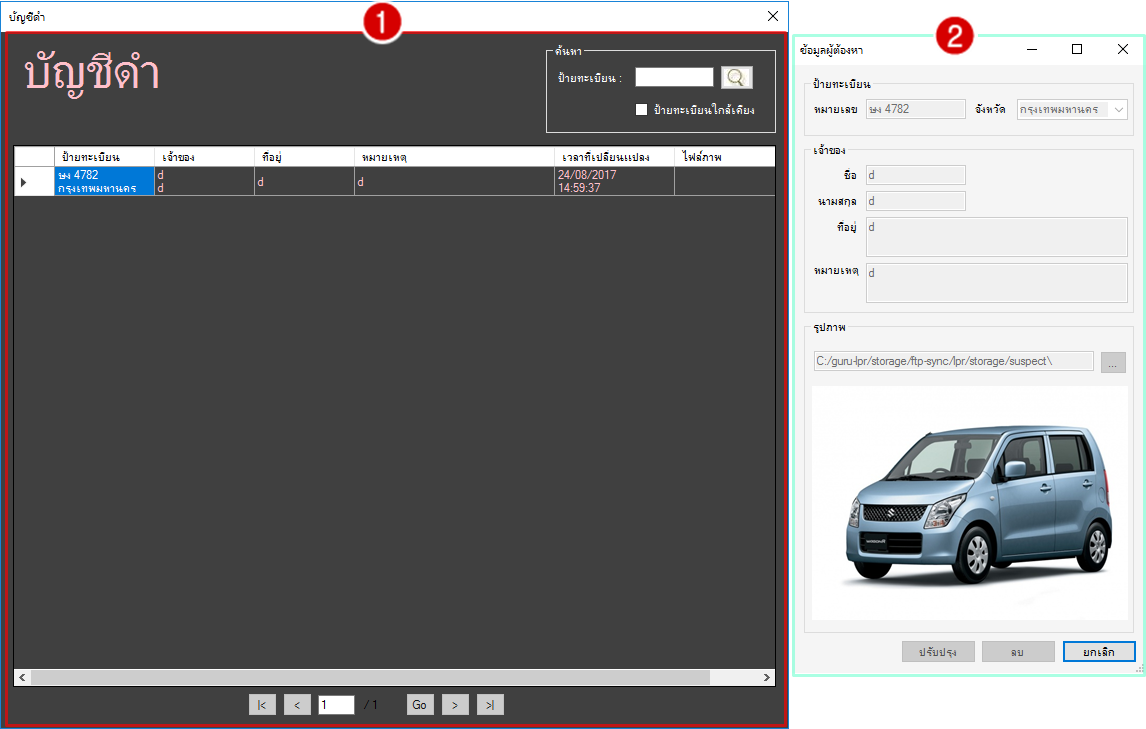 บัญชีดำ
1
บัญชีดำ
ค้นหา
ป้ายทะเบียน :
ป้ายทะเบียนใกล้เคียง
ป้ายทะเบียน เจ้าของ ที่อยู่ หมายเหตุ เวลาที่เปลี่ยนแปลง ไฟล์ภาพ
ษง 4782 d d d 24/08/2017
กรุงเทพมหานคร d 14:59:37
|< < 1 / 1 Go > >|
2
ข้อมูลผู้ต้องหา
ป้ายทะเบียน
หมายเลข ษง 4782 จังหวัด กรุงเทพมหานคร
เจ้าของ
ชื่อ d
นามสกุล d
ที่อยู่ d
หมายเหตุ d
รูปภาพ
C:/guru-lpr/storage/ftp-sync/lpr/storage/suspect\ ...
ปรับปรุง ลบ ยกเลิก